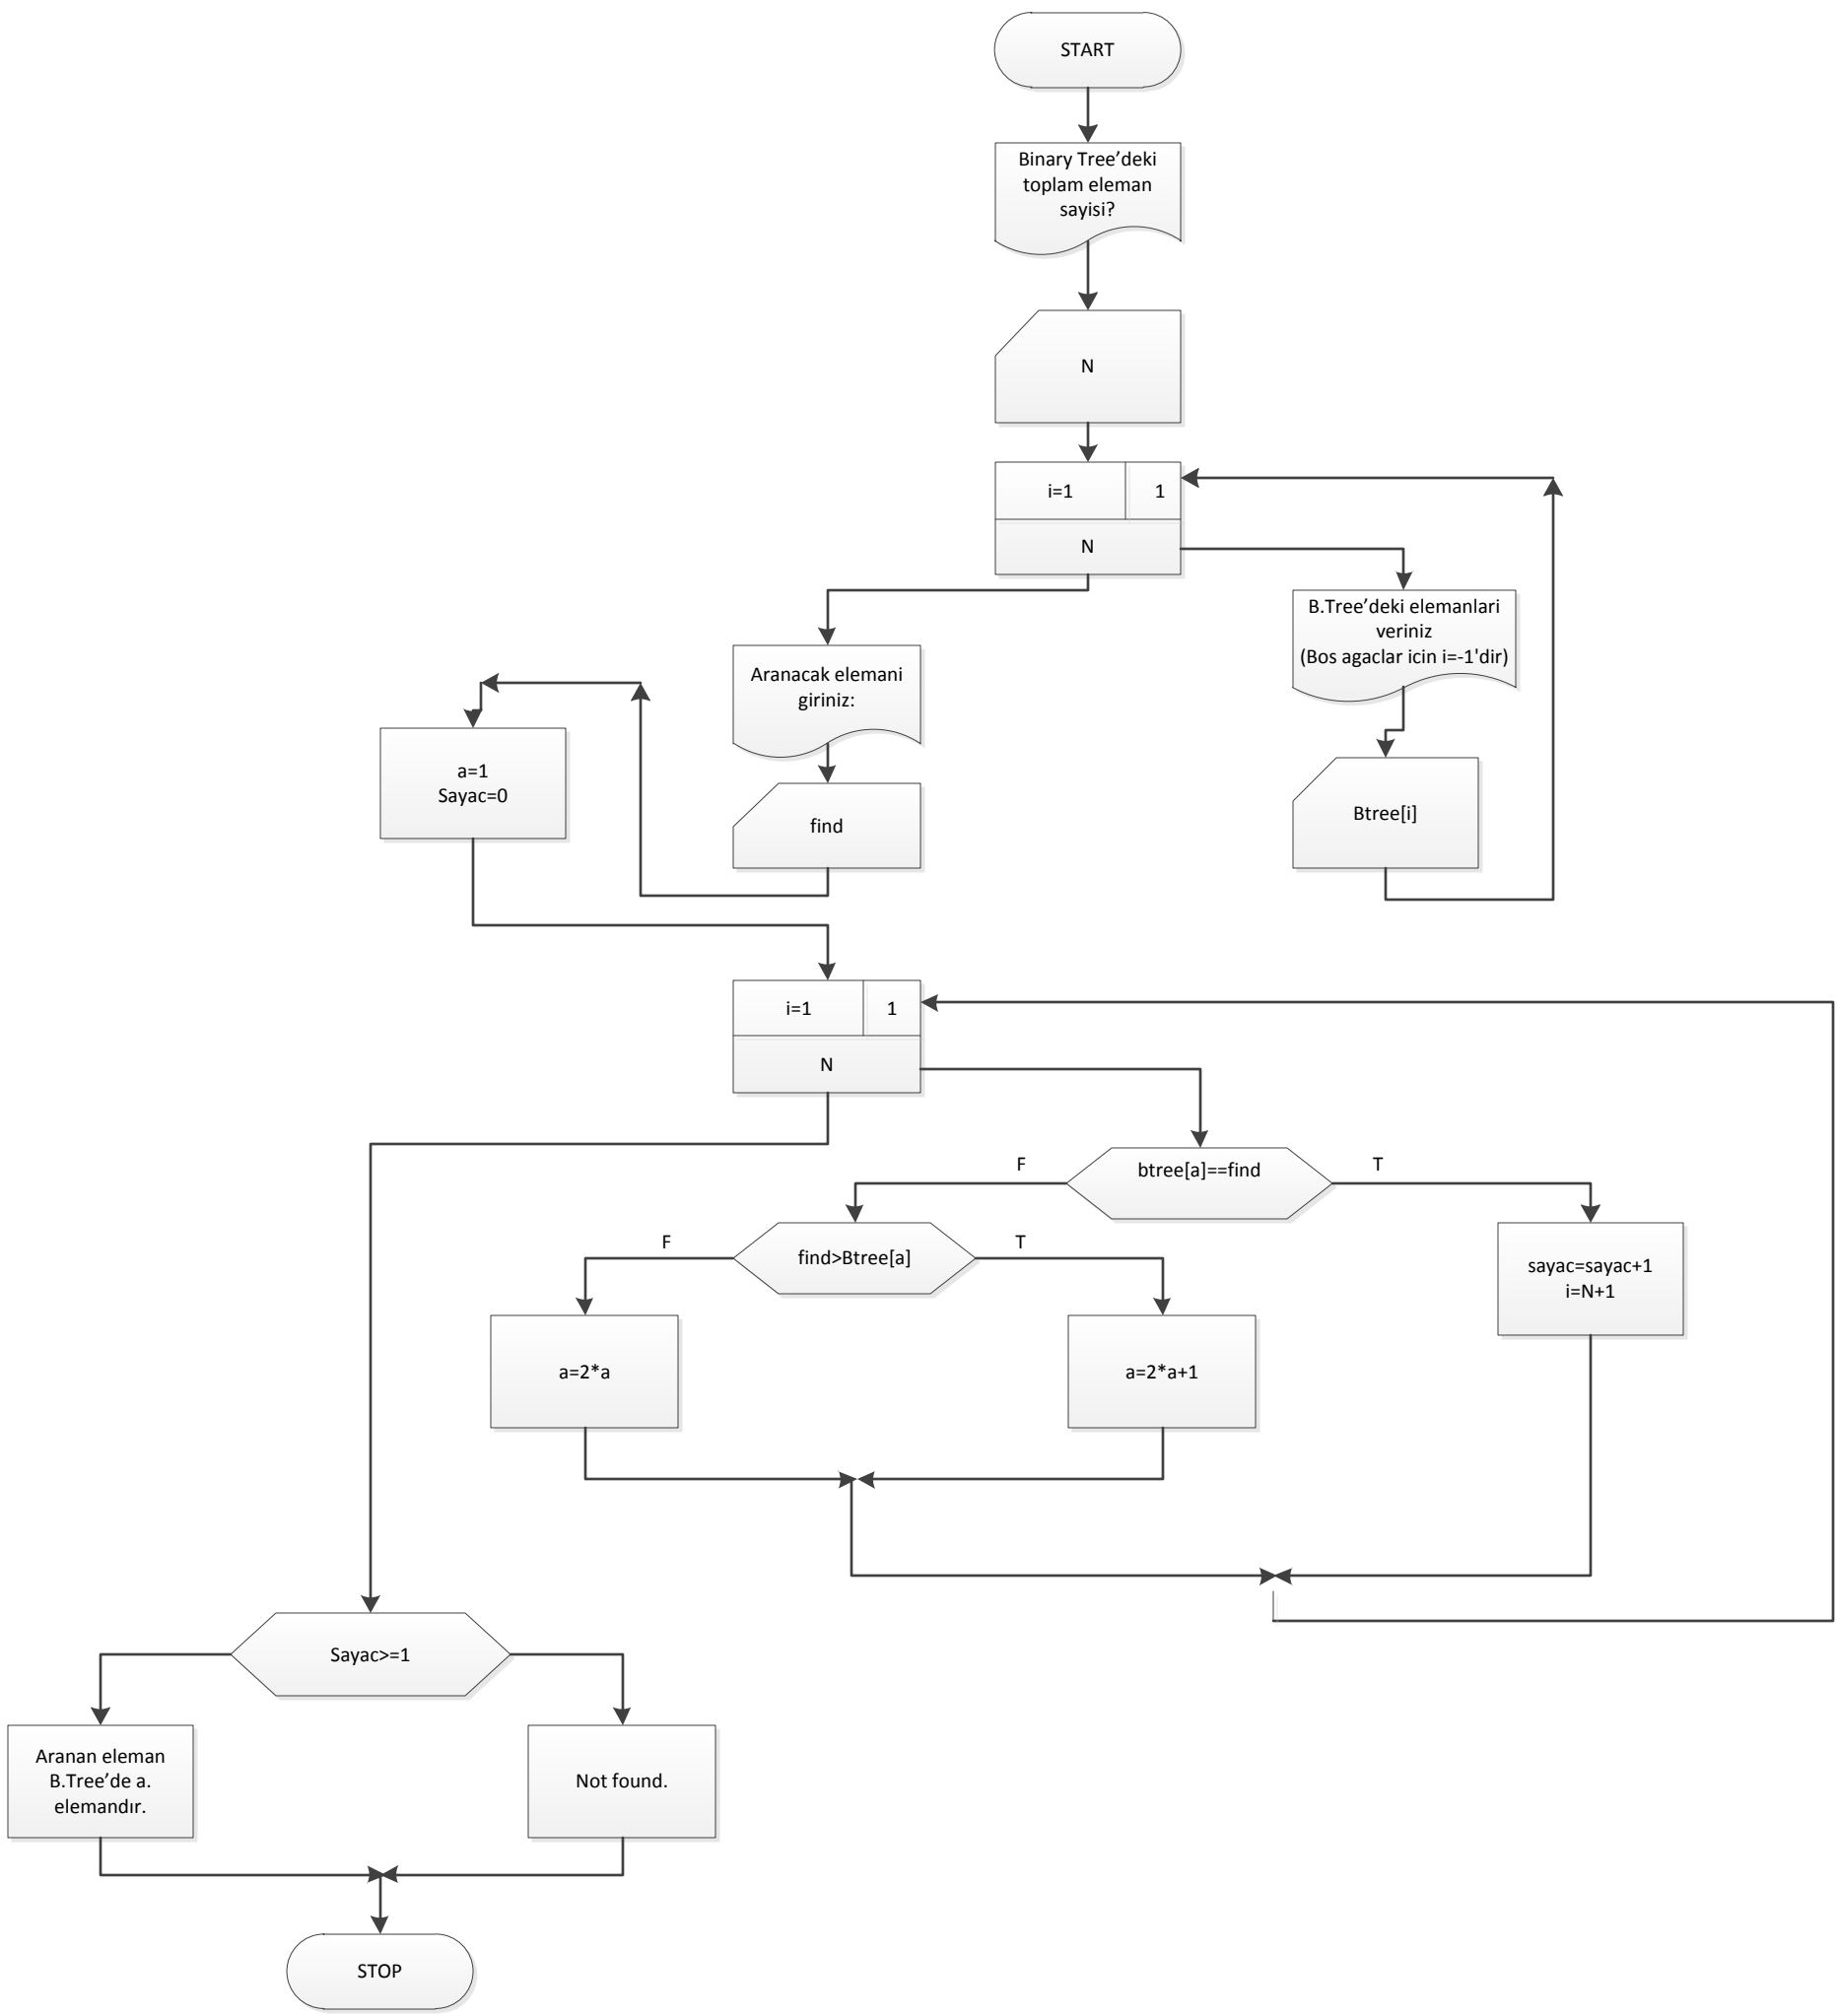 START
Binary Tree’deki
toplam eleman
sayisi?
N
i=1
1
N
B.Tree’deki elemanlari
veriniz
(Bos agaclar icin i=-1'dir)
Btree[i]
Aranacak elemani
giriniz:
find
a=1
Sayac=0
i=1
1
N
btree[a]==find
F
T
find>Btree[a]
F
T
sayac=sayac+1
i=N+1
a=2*a
a=2*a+1
Sayac>=1
Aranan eleman
B.Tree’de a.
elemandır.
Not found.
STOP